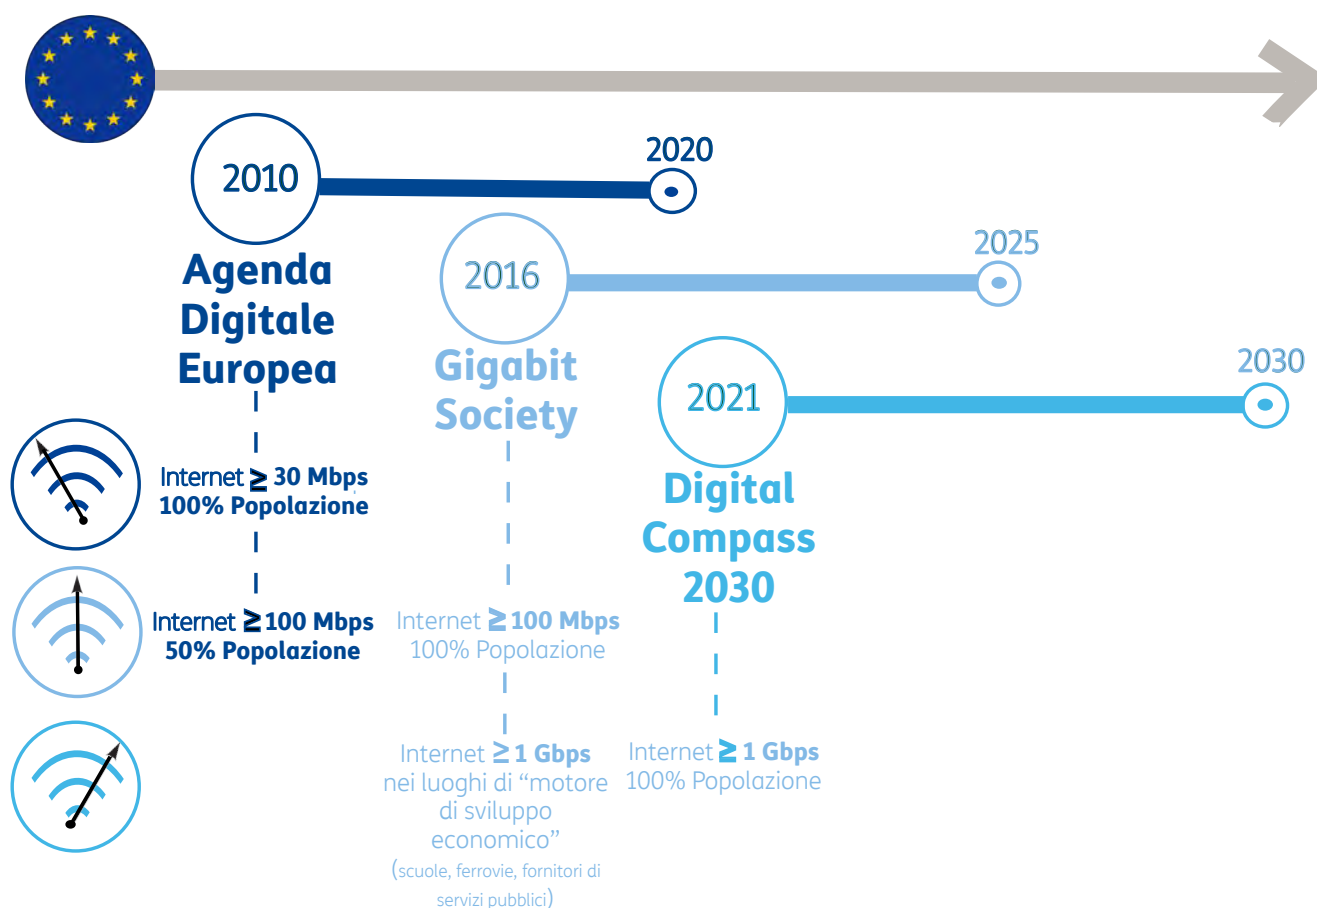 2010
2020
Agenda
Digitale
Europea
Internet ≥ 30 Mbps
100% Popolazione
Internet ≥ 100 Mbps
50% Popolazione
2016
2025
Gigabit
Society
Internet ≥ 100 Mbps
100% Popolazione
Internet ≥ 1 Gbps
nei luoghi di “motore
di sviluppo
economico”
(scuole, ferrovie, fornitori di
servizi pubblici)
2021
2030
Digital
Compass
2030
Internet ≥ 1 Gbps
100% Popolazione